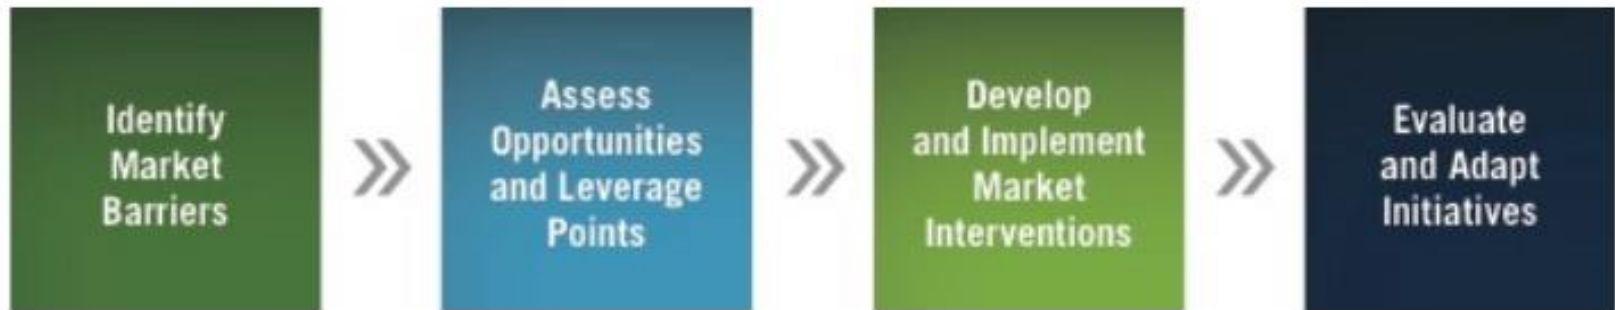 Identify
Market
Barriers
Assess
Opportunities
and Leverage
Points
Develop
and Implement
Market
Interventions
Evaluate
and Adapt
Initiatives